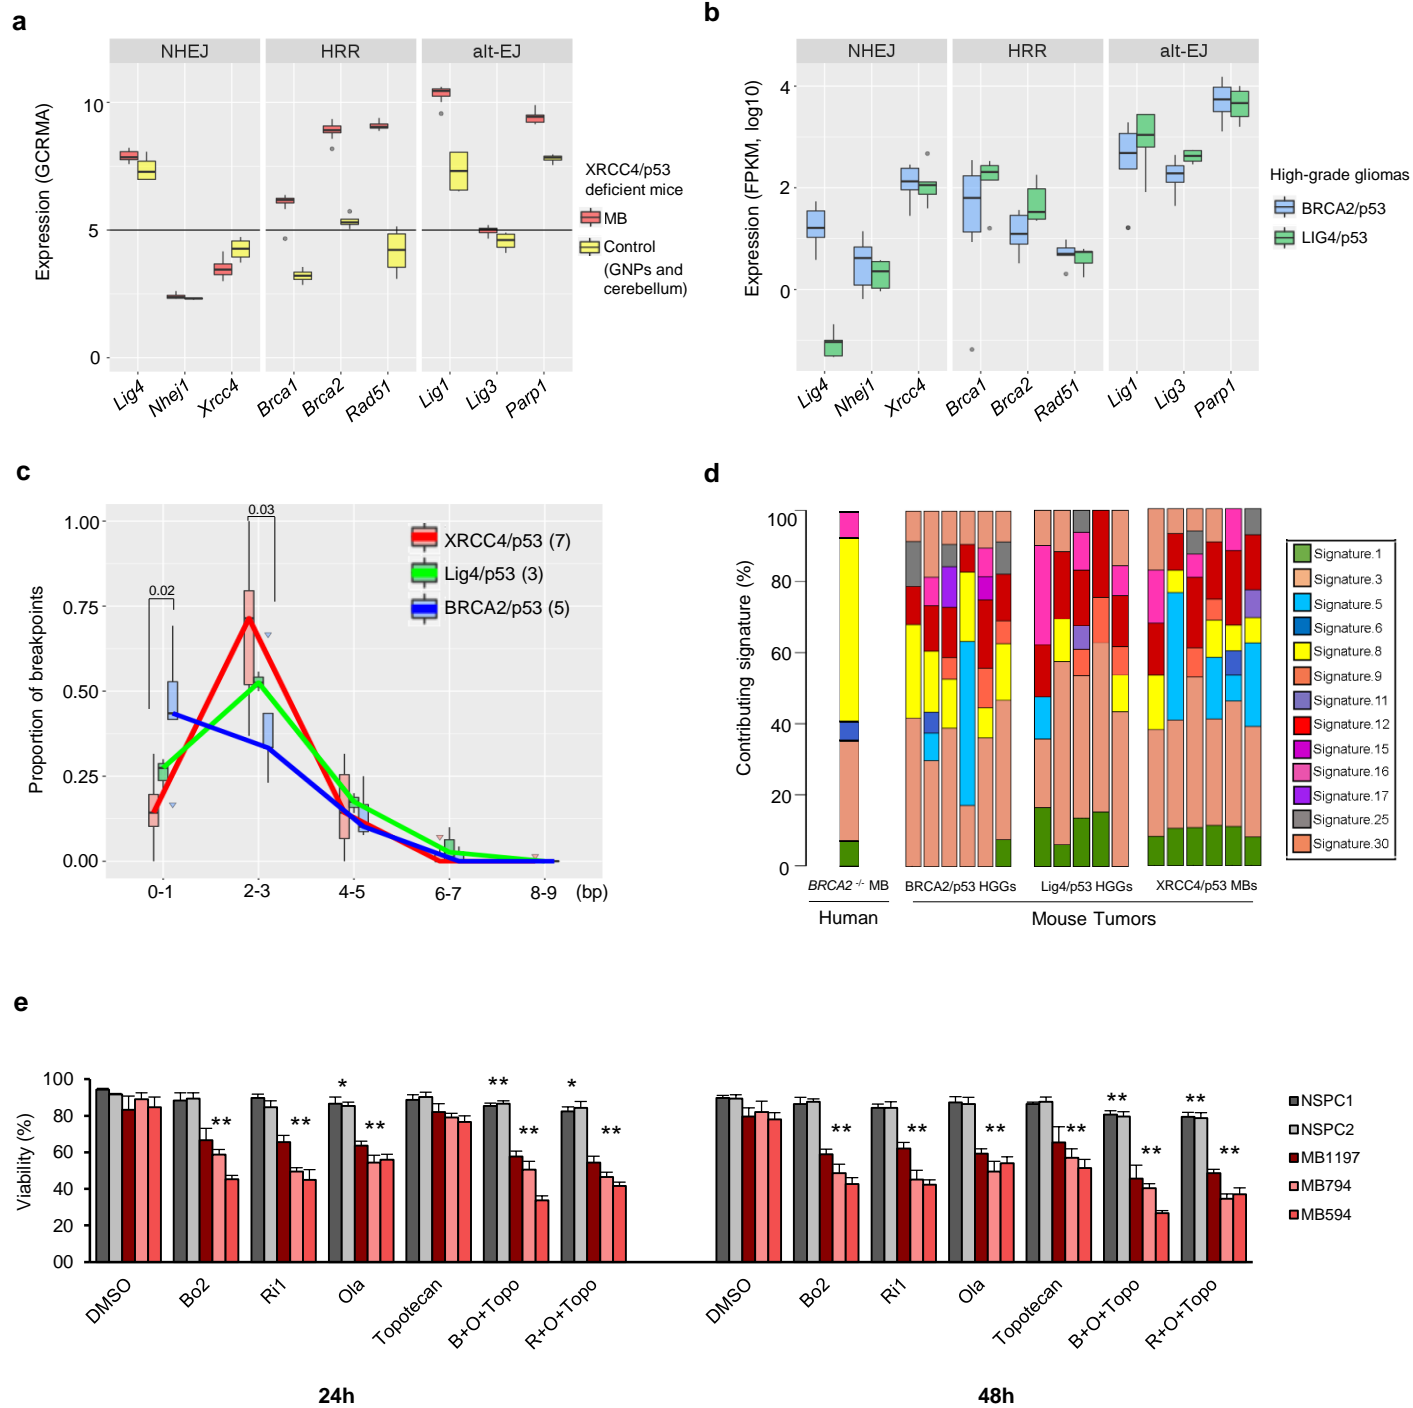 a
NHEJ
HRR
alt-EJ
Expression (GCRMA)
10
5
0
Lig4
Nhej1
Xrcc4
Brca1
Brca2
Rad51
Lig1
Lig3
Parp1
XRCC4/p53
deficient mice
MB
Control
(GNPs and
cerebellum)
b
NHEJ
HRR
alt-EJ
Expression (FPKM, log10)
4
2
0
Lig4
Nhej1
Xrcc4
Brca1
Brca2
Rad51
Lig1
Lig3
Parp1
High-grade gliomas
BRCA2/p53
LIG4/p53
c
Proportion of breakpoints
1.00
0.75
0.50
0.25
0.00
0.02
0.03
XRCC4/p53 (7)
Lig4/p53 (3)
BRCA2/p53 (5)
0-1
2-3
4-5
6-7
8-9
(bp)
d
Contributing signature (%)
100
80
60
40
20
0
BRCA2 -/- MB
BRCA2/p53 HGGs
Lig4/p53 HGGs
XRCC4/p53 MBs
Human
Mouse Tumors
Signature.1
Signature.3
Signature.5
Signature.6
Signature.8
Signature.9
Signature.11
Signature.12
Signature.15
Signature.16
Signature.17
Signature.25
Signature.30
e
Viability (%)
100
80
60
40
20
00
**
**
*
**
**
**
*
**
DMSO
Bo2
Ri1
Ola
Topotecan
B+O+Topo
R+O+Topo
24h
**
**
**
**
**
**
**
**
DMSO
Bo2
Ri1
Ola
Topotecan
B+O+Topo
R+O+Topo
48h
NSPC1
NSPC2
MB1197
MB794
MB594